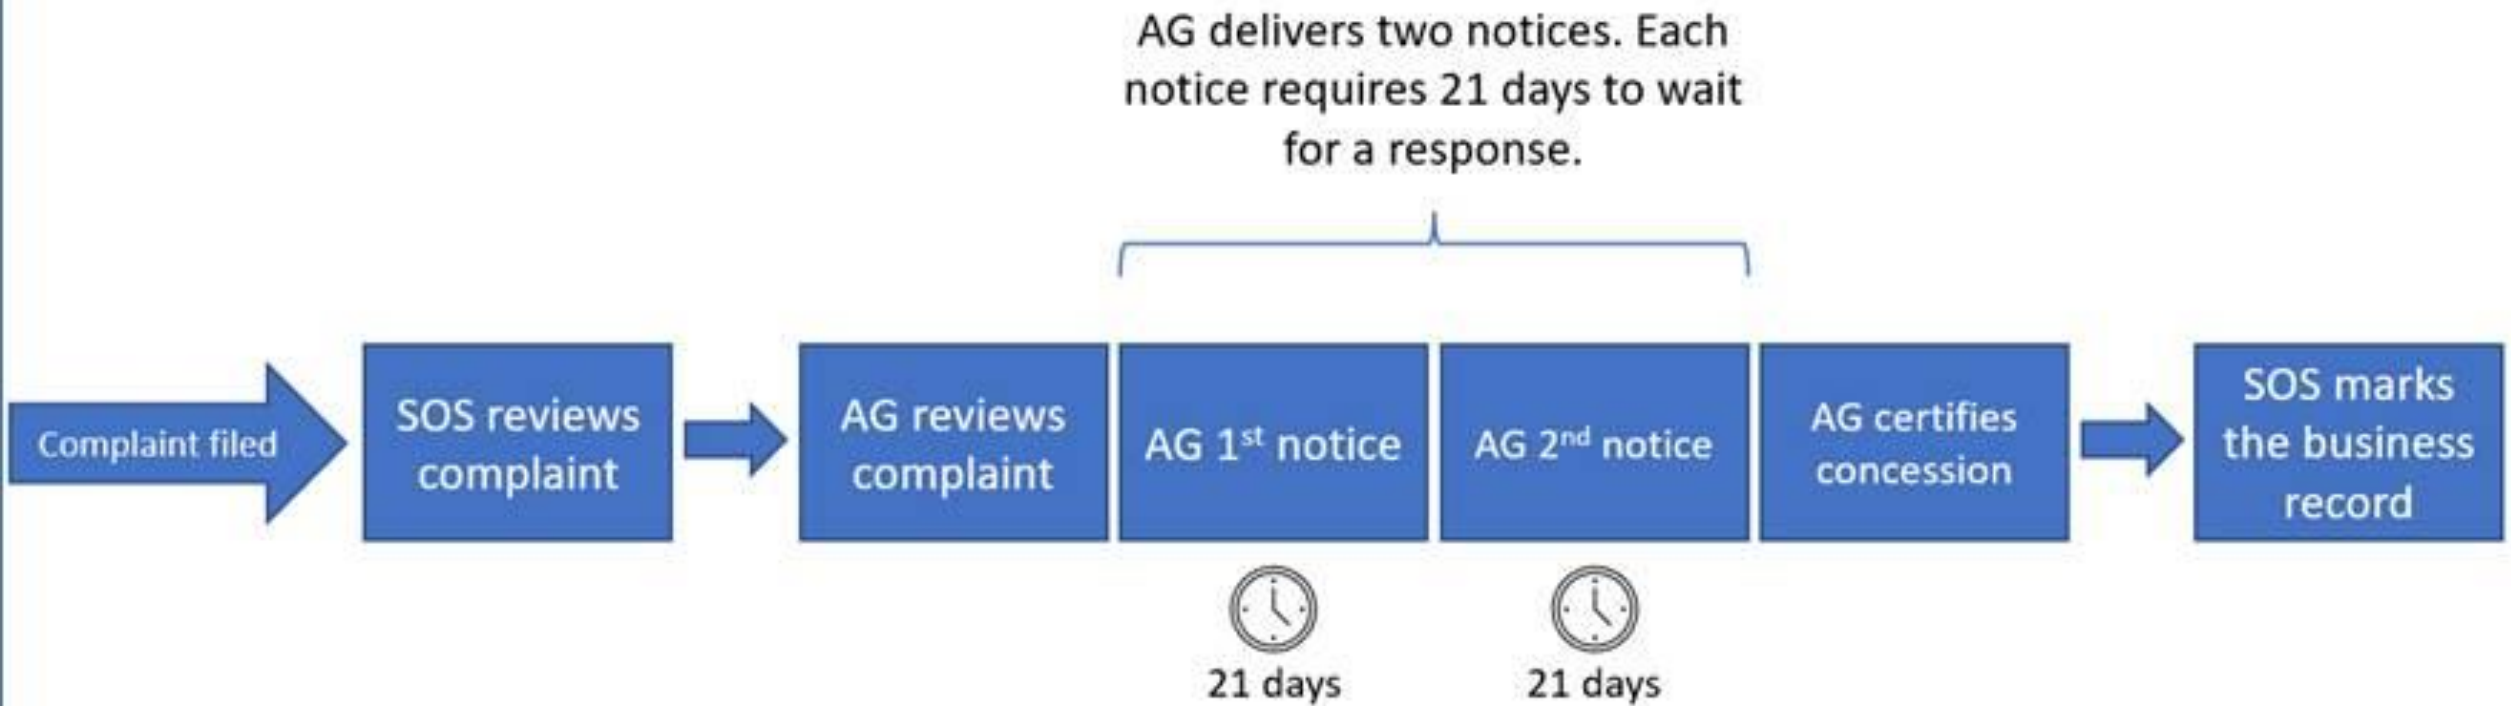 AG delivers two notices. Each
notice requires 21 days to wait
for a response.
Complaint filed
SOS reviews
complaint
AG reviews
complaint
AG 1st notice
AG 2nd notice
AG certifies
concession
SOS marks
the business
record
21 days
21 days